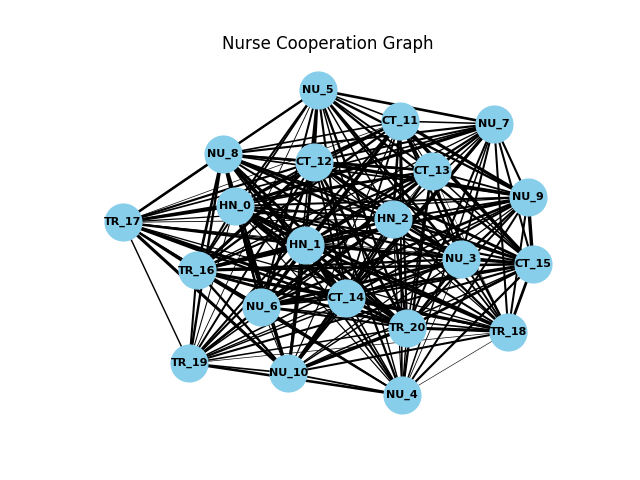 Nurse Cooperation Graph
NU_5
CT_11
NU_7
NU_8
CT_12
CT_13
NU_9
HN_0
HN_2
TR_17
HN_1
NU_3
CT_15
TR_16
CT_14
NU_6
TR_20
TR_18
TR_19
NU_10
NU_4